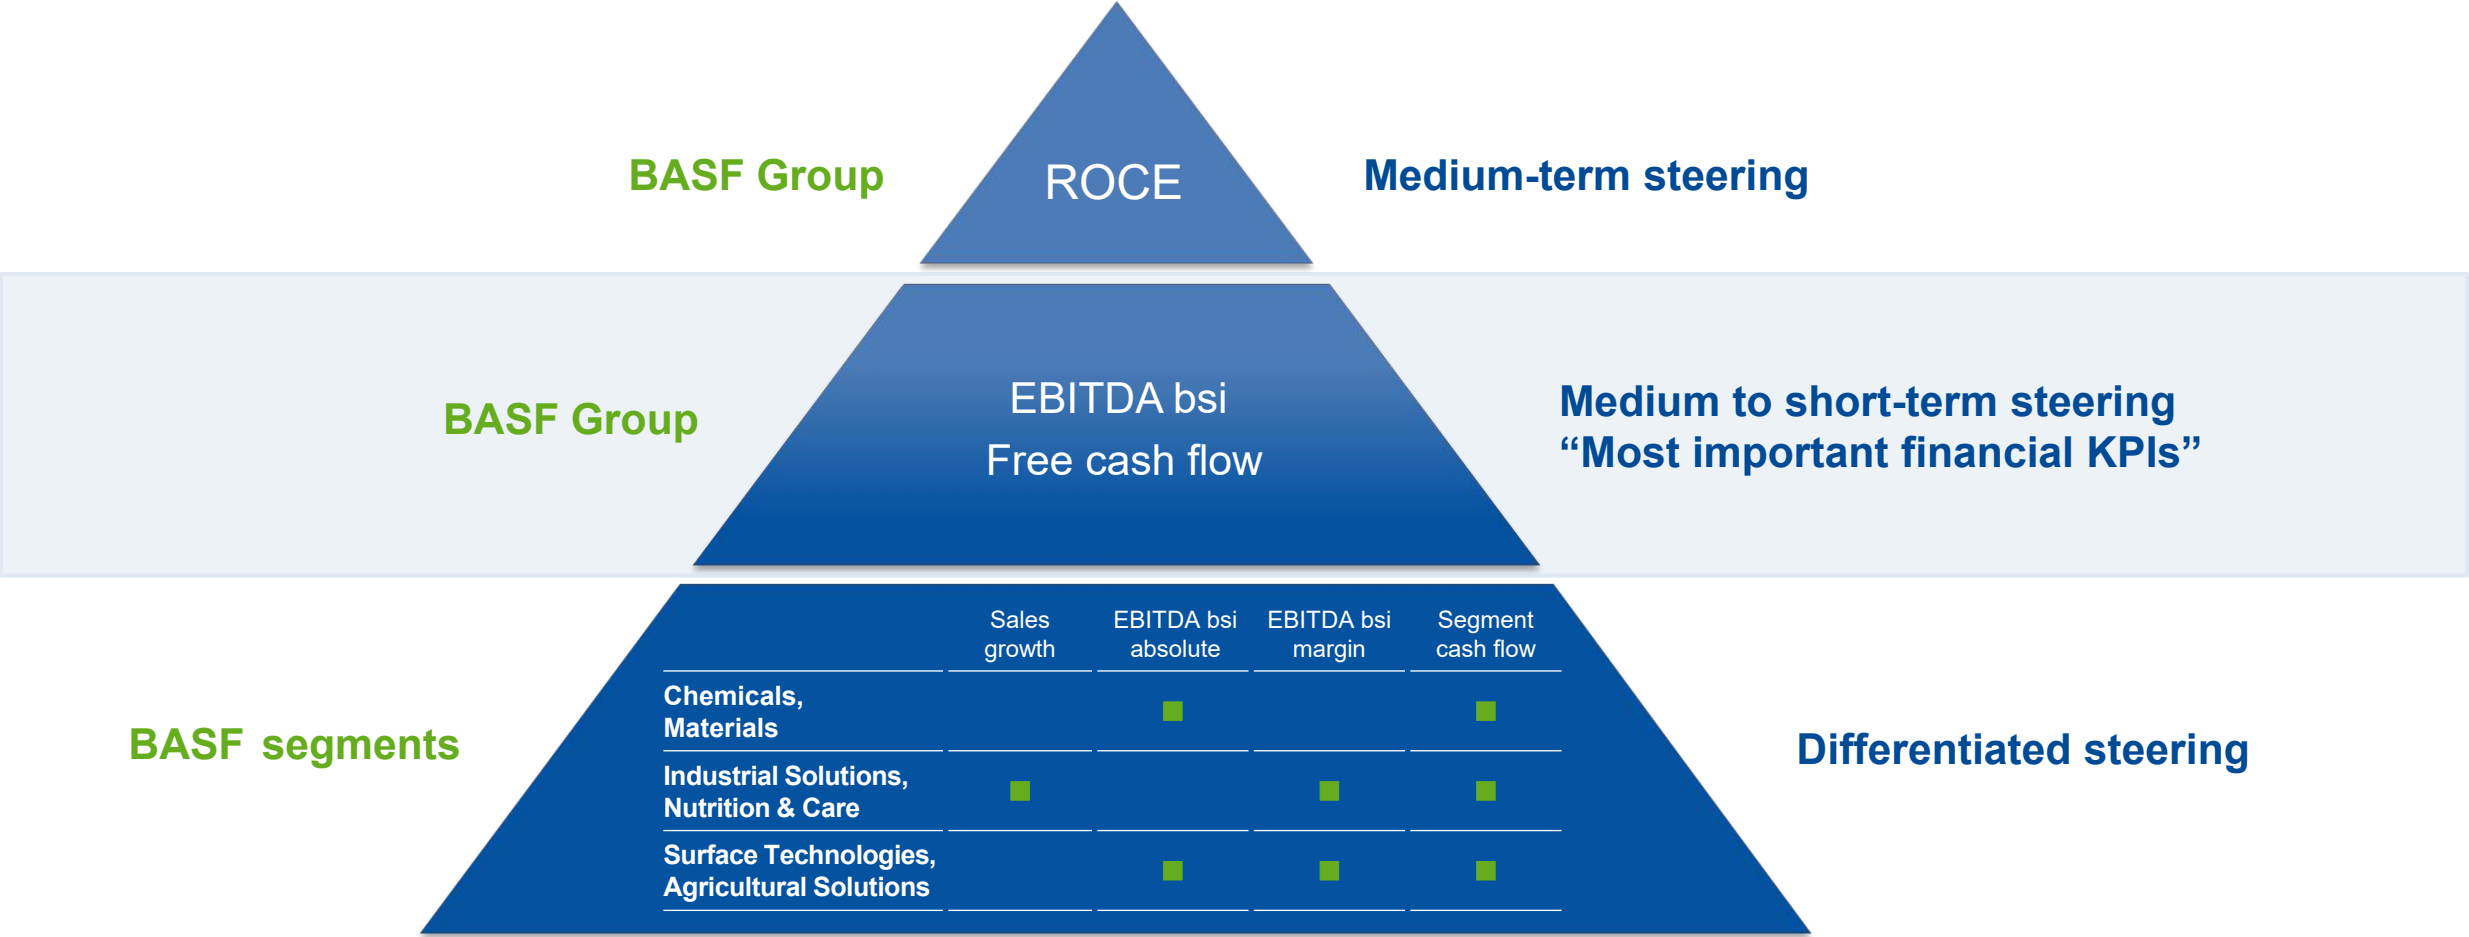 BASF Group
ROCE
Medium-term steering
BASF Group
EBITDA bsi
Free cash flow
Medium to short-term steering
“Most important financial KPIs”
BASF segments
Sales
growth
EBITDA bsi
absolute
EBITDA bsi
margin
Segment
cash flow
Chemicals,
Materials
Industrial Solutions,
Nutrition & Care
Surface Technologies,
Agricultural Solutions
Differentiated steering